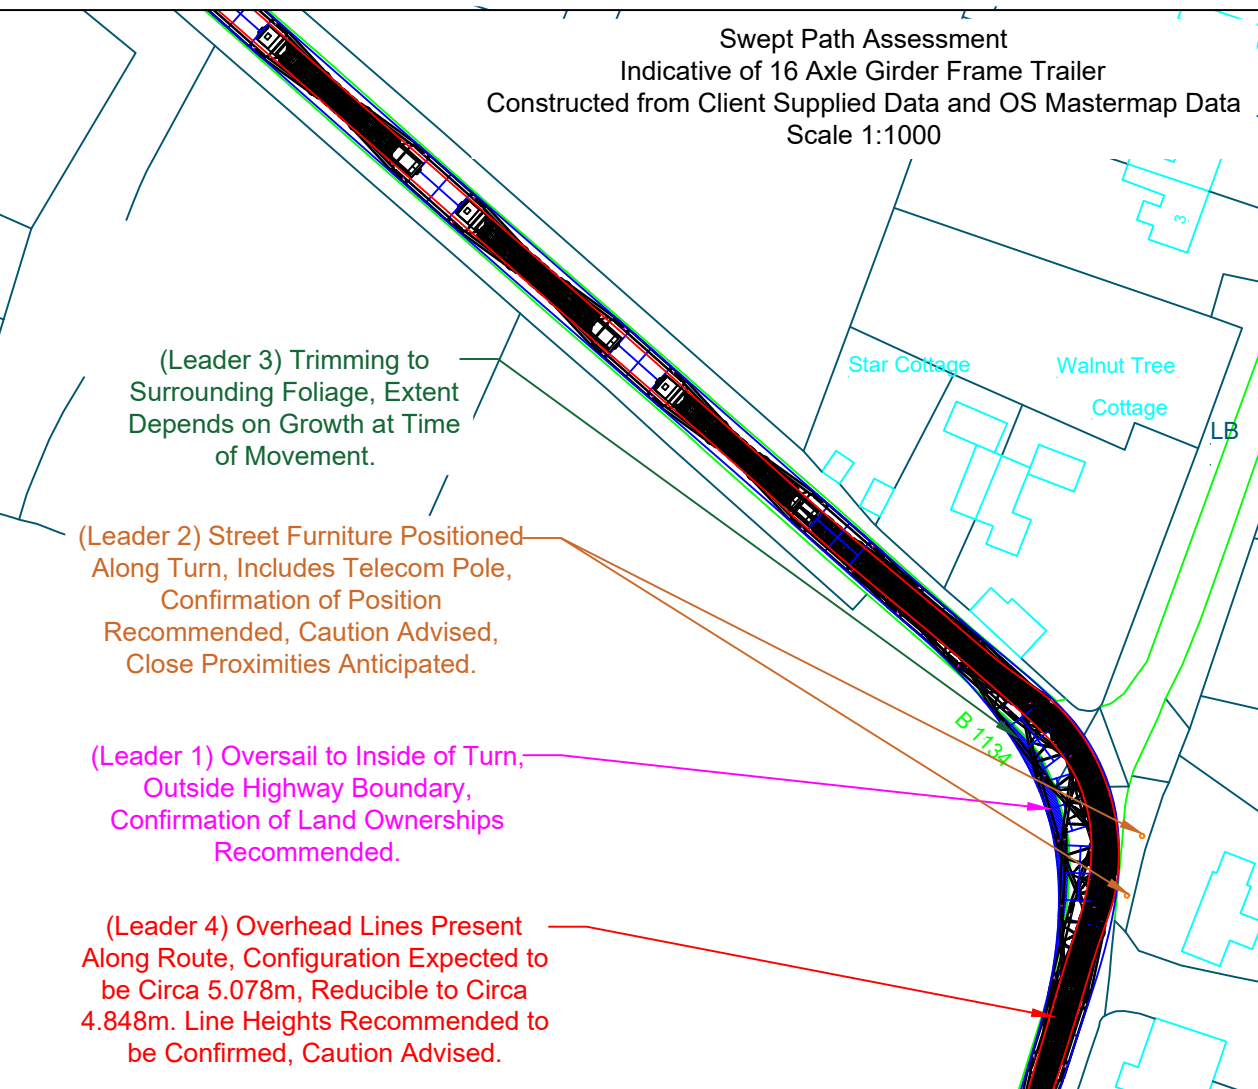 Swept Path Assessment
Indicative of 16 Axle Girder Frame Trailer
Constructed from Client Supplied Data and OS Mastermap Data
Scale 1:1000
3
(Leader 3) Trimming to
Surrounding Foliage, Extent
Depends on Growth at Time
of Movement.
Star Cottage
Walnut Tree
Cottage
LB
(Leader 2) Street Furniture Positioned
Along Turn, Includes Telecom Pole,
Confirmation of Position
Recommended, Caution Advised,
Close Proximities Anticipated.
B 1134
(Leader 1) Oversail to Inside of Turn,
Outside Highway Boundary,
Confirmation of Land Ownerships
Recommended.
(Leader 4) Overhead Lines Present
Along Route, Configuration Expected to
be Circa 5.078m, Reducible to Circa
4.848m. Line Heights Recommended to
be Confirmed, Caution Advised.